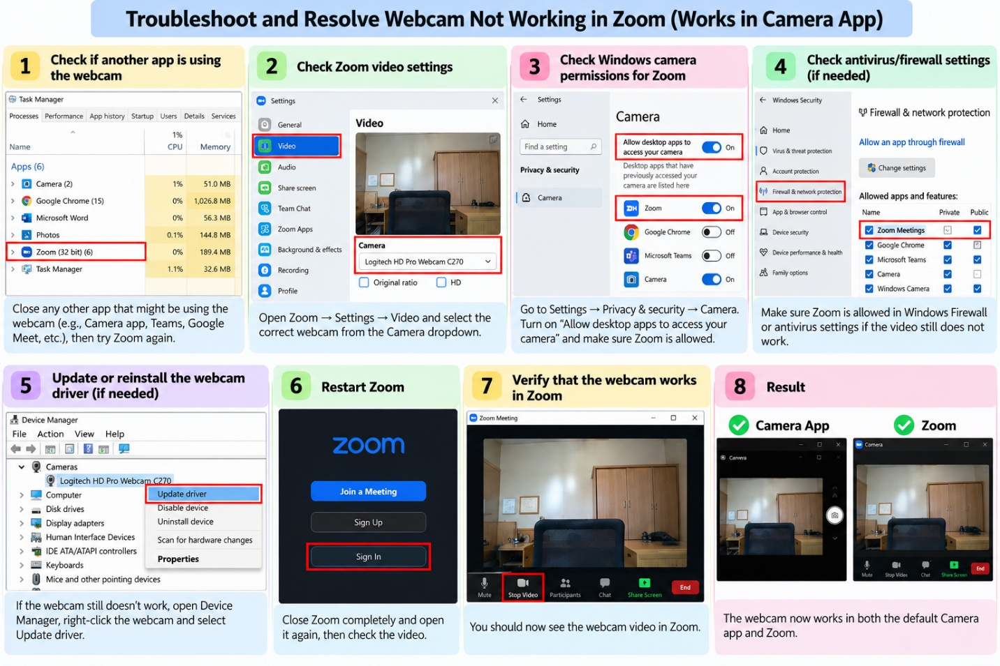 Troubleshoot and Resolve Webcam Not Working in Zoom (Works in Camera App)
1
Check if another app is using
the webcam
Task Manager
Processes Performance App history Startup Users Details Services
1%
Name CPU Memory
Apps (6)
Camera (2) 1% 51.0 MB
Google Chrome (15) 0% 1,026.8 MB
Microsoft Word 0% 56.3 MB
Photos 0.1% 144.8 MB
Zoom (32 bit) (6) 0% 189.4 MB
Task Manager 1.1% 32.6 MB
Close any other app that might be using the
webcam (e.g., Camera app, Teams, Google
Meet, etc.), then try Zoom again.
2
Check Zoom video settings
Settings
General
Video
Audio
Share screen
Team Chat
Zoom Apps
Background & effects
Recording
Profile
Video
Camera
Logitech HD Pro Webcam C270
Original ratio HD
Open Zoom → Settings → Video and select the
correct webcam from the Camera dropdown.
3
Check Windows camera
permissions for Zoom
Settings
Home
Find a setting
Privacy & security
Camera
Camera
Allow desktop apps to
access your camera On
Desktop apps that have
previously accessed your
camera are listed here
Zoom On
Google Chrome Off
Microsoft Teams Off
Camera On
Go to Settings → Privacy & security → Camera.
Turn on “Allow desktop apps to access your
camera” and make sure Zoom is allowed.
4
Check antivirus/firewall settings
(if needed)
Windows Security
Home
Virus & threat protection
Account protection
Firewall & network protection
App & browser control
Device security
Device performance & health
Family options
Firewall & network protection
Allow an app through firewall
Change settings
Allowed apps and features:
Name Private Public
Zoom Meetings
Google Chrome
Microsoft Teams
Camera
Windows Camera
Make sure Zoom is allowed in Windows Firewall
or antivirus settings if the video still does not
work.
5
Update or reinstall the webcam
driver (if needed)
Device Manager
File Action View Help
Cameras
Logitech HD Pro Webcam C270
Computer
Disk drives
Display adapters
Human Interface Devices
IDE ATA/ATAPI controllers
Keyboards
Mice and other pointing devices
Update driver
Disable device
Uninstall device
Scan for hardware changes
Properties
If the webcam still doesn’t work, open Device
Manager, right-click the webcam and select
Update driver.
6
Restart Zoom
zoom
Join a Meeting
Sign Up
Sign In
Close Zoom completely and open
it again, then check the video.
7
Verify that the webcam works
in Zoom
Zoom Meeting
Mute Stop Video Participants Chat Share Screen End
You should now see the webcam video in Zoom.
8
Result
Camera App
Camera
Zoom
Camera
Mute Stop Video Chat Share Screen End
The webcam now works in both the default Camera
app and Zoom.